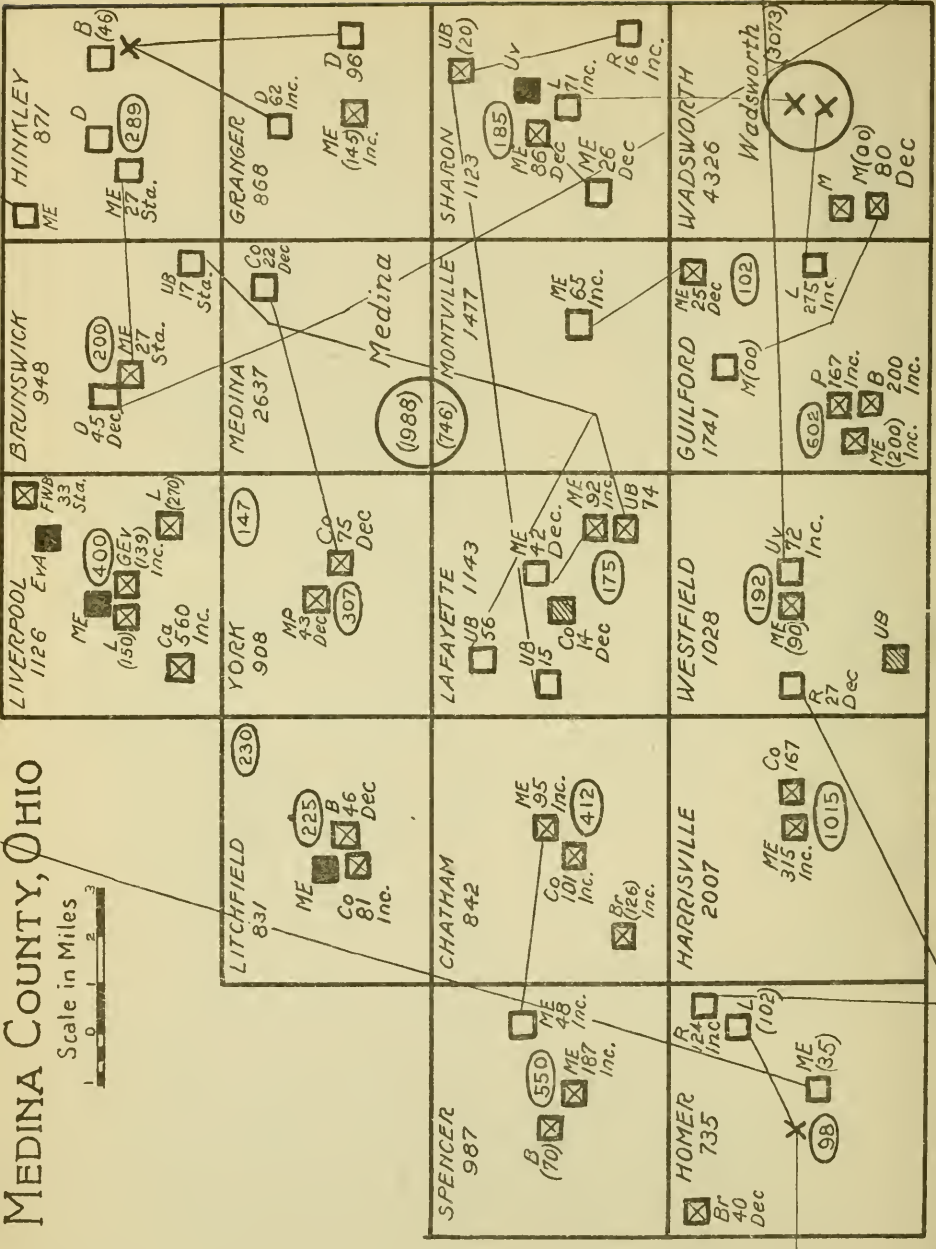 MEDINA COUNTY, OHIO
Scale in Miles
1 0 1 2 3
LIVERPOOL
1126
EvA
FWB
33
Sta.
ME
400
L
(150)
GEv
(139)
Inc.
L
(270)
Ca
560
Inc.
BRUNSWICK
948
D
45
Dec
200
ME
27
Sta.
UB
17
Sta.
HINKLEY
871
ME
D
B
(46)
ME
27
Sta.
289
LITCHFIELD
831
230
ME
225
B
46
Dec
Co
81
Inc.
YORK
908
147
MP
43
Dec
307
Co
75
Dec
MEDINA
2637
Co
22
Dec
Medina
(1988)
(746)
GRANGER
868
D
62
Inc.
D
96
ME
(145)
Inc.
SPENCER
987
ME
48
Inc.
B
(70)
550
ME
187
Inc.
CHATHAM
842
ME
95
Inc.
Co
101
Inc.
412
Br
(126)
Inc.
LAFAYETTE
1143
UB
56
ME
42
Dec.
UB
15
Co
14
Dec
175
ME
92
Inc
UB
74
MONTVILLE
1477
ME
65
Inc.
SHARON
1123
UB
(20)
185
Uv
ME
86
Dec
L
71
Inc.
ME
26
Dec
R
16
Inc.
HOMER
735
R
124
Inc
L
(102)
ME
(35)
Br
40
Dec
98
HARRISVILLE
2007
ME
315
Inc.
Co
167
1015
WESTFIELD
1028
192
ME
(90)
Uv
72
Inc.
R
27
Dec
UB
GUILFORD
1741
ME
25
Dec
102
M(00)
L
275
Inc.
602
P
167
Inc.
ME
(200)
Inc.
B
200
Inc.
WADSWORTH
4326
Wadsworth
(3073)
M
M(00)
80
Dec